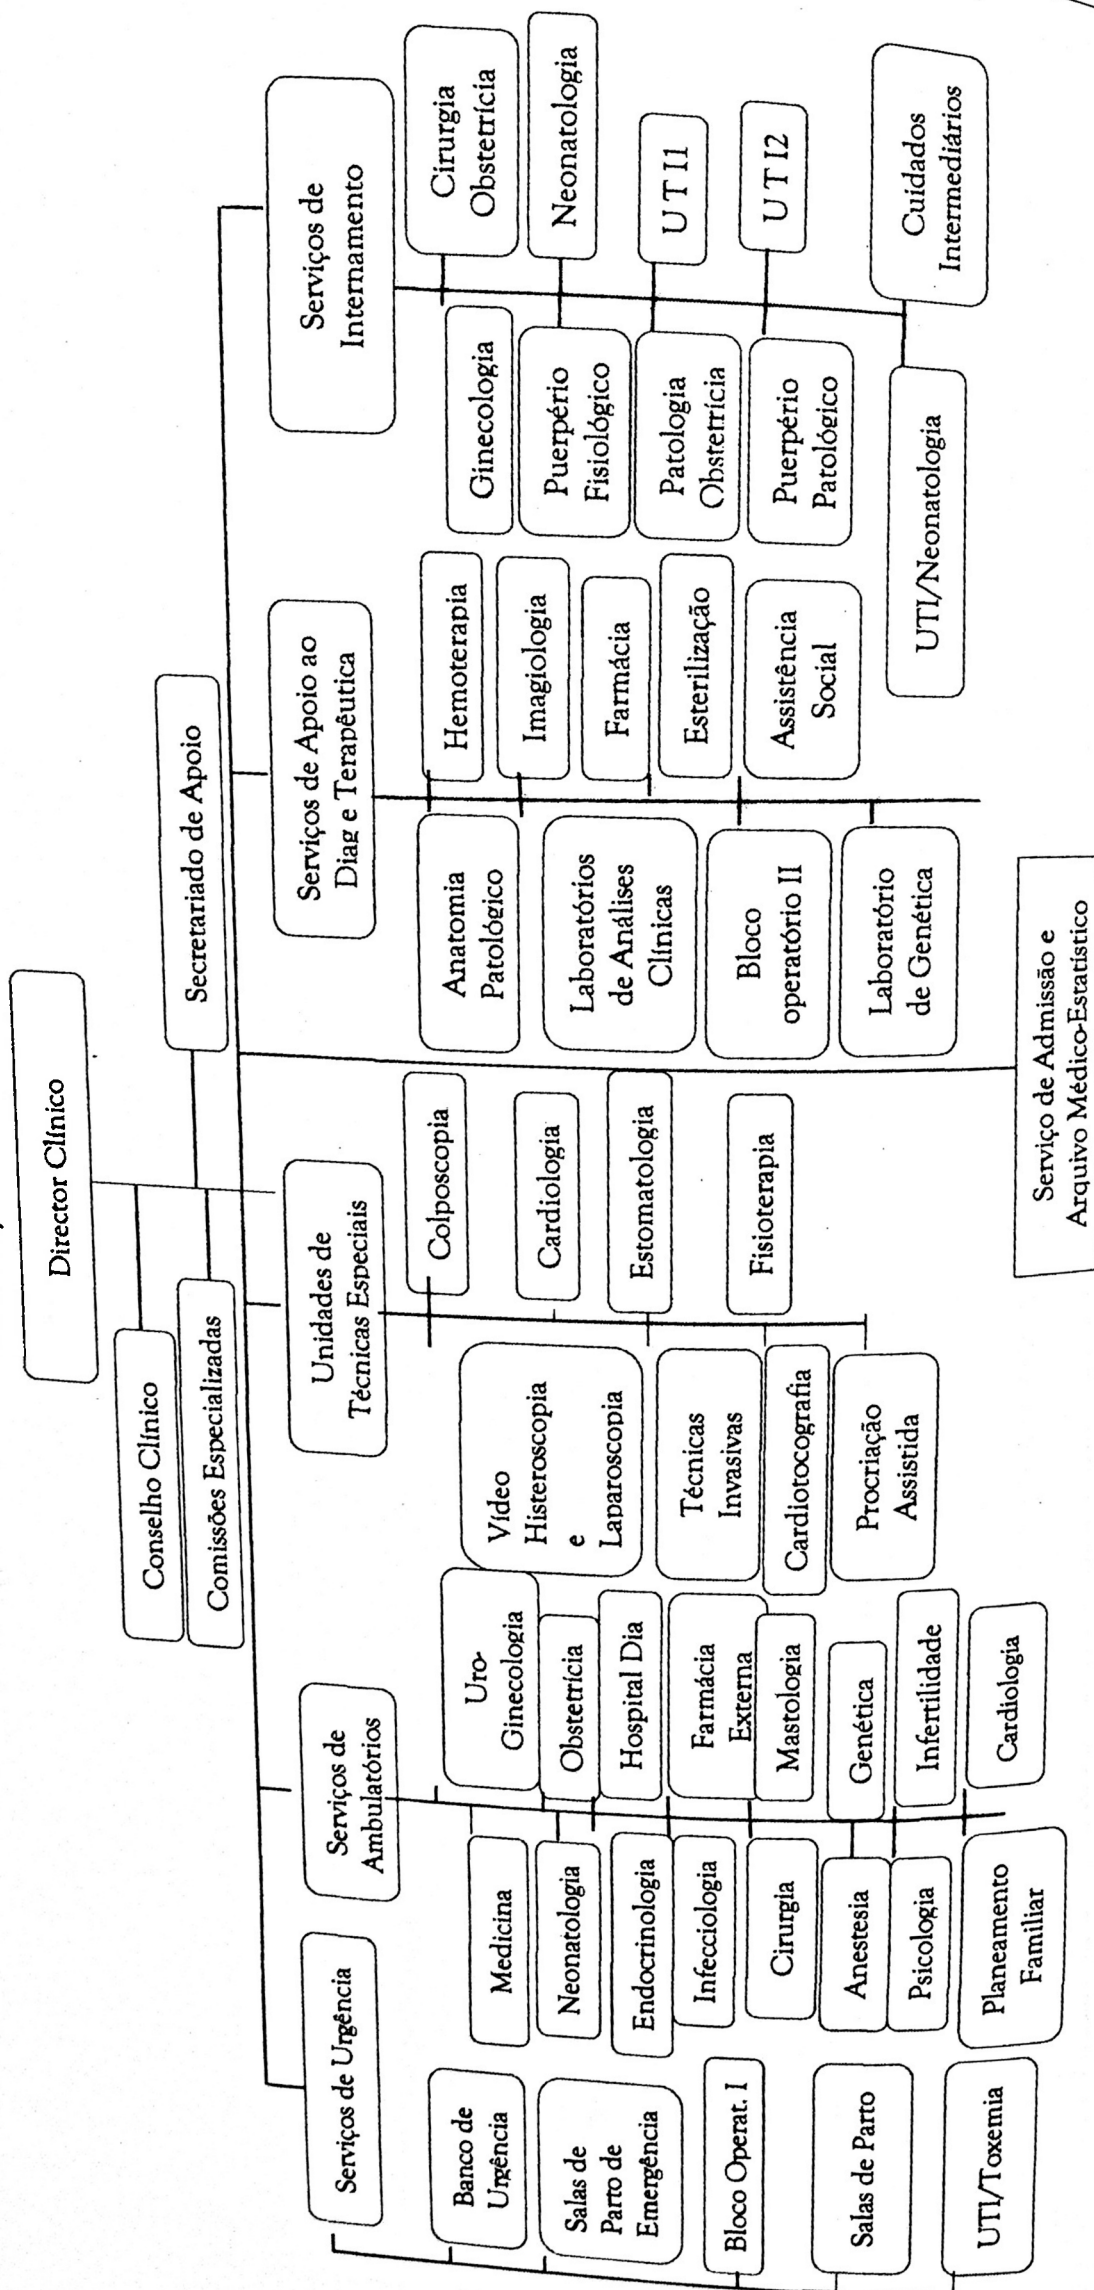 Director Clínico
Conselho Clínico
Comissões Especializadas
Secretariado de Apoio
Serviços de Urgência
Banco de
Urgência
Salas de
Parto de
Emergência
Bloco Operat. I
Salas de Parto
UTI/Toxemia
Serviços de
Ambulatórios
Medicina
Neonatologia
Endocrinologia
Infecciologia
Cirurgia
Anestesia
Psicologia
Planeamento
Familiar
Uro-
Ginecologia
Obstetrícia
Hospital Dia
Farmácia
Externa
Mastologia
Genética
Infertilidade
Cardiologia
Unidades de
Técnicas Especiais
Vídeo
Histeroscopia
e
Laparoscopia
Técnicas
Invasivas
Cardiotocografia
Procriação
Assistida
Colposcopia
Cardiologia
Estomatologia
Fisioterapia
Serviço de Admissão e
Arquivo Médico-Estatístico
Serviços de Apoio ao
Diag e Terapêutica
Anatomia
Patológico
Laboratórios
de Análises
Clínicas
Bloco
operatório II
Laboratório
de Genética
Hemoterapia
Imagiologia
Farmácia
Esterilização
Assistência
Social
Serviços de
Internamento
Ginecologia
Puerpério
Fisiológico
Patologia
Obstetrícia
Puerpério
Patológico
UTI/Neonatologia
Cirurgia
Obstetrícia
Neonatologia
U T I1
U T I2
Cuidados
Intermediários